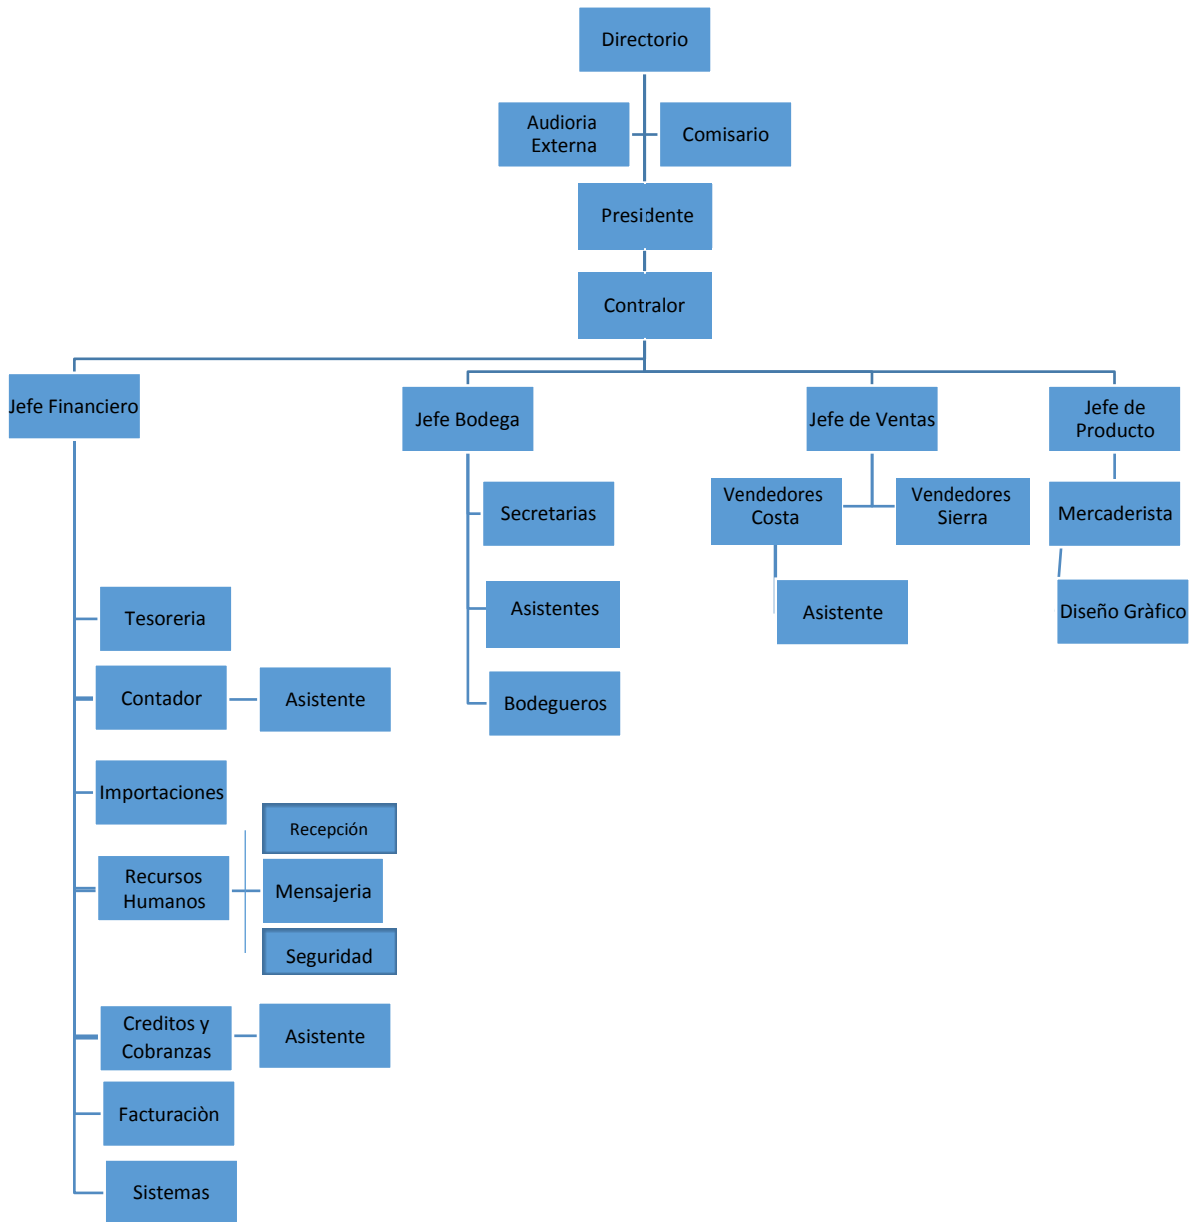 Directorio
Audioria
Externa
Comisario
Presidente
Contralor
Jefe Financiero
Jefe Bodega
Jefe de Ventas
Jefe de
Producto
Secretarias
Vendedores
Costa
Vendedores
Sierra
Mercaderista
Asistentes
Asistente
Diseño Gràfico
Tesoreria
Contador
Asistente
Bodegueros
Importaciones
Recepción
Recursos
Humanos
Mensajeria
Seguridad
Creditos y
Cobranzas
Asistente
Facturaciòn
Sistemas